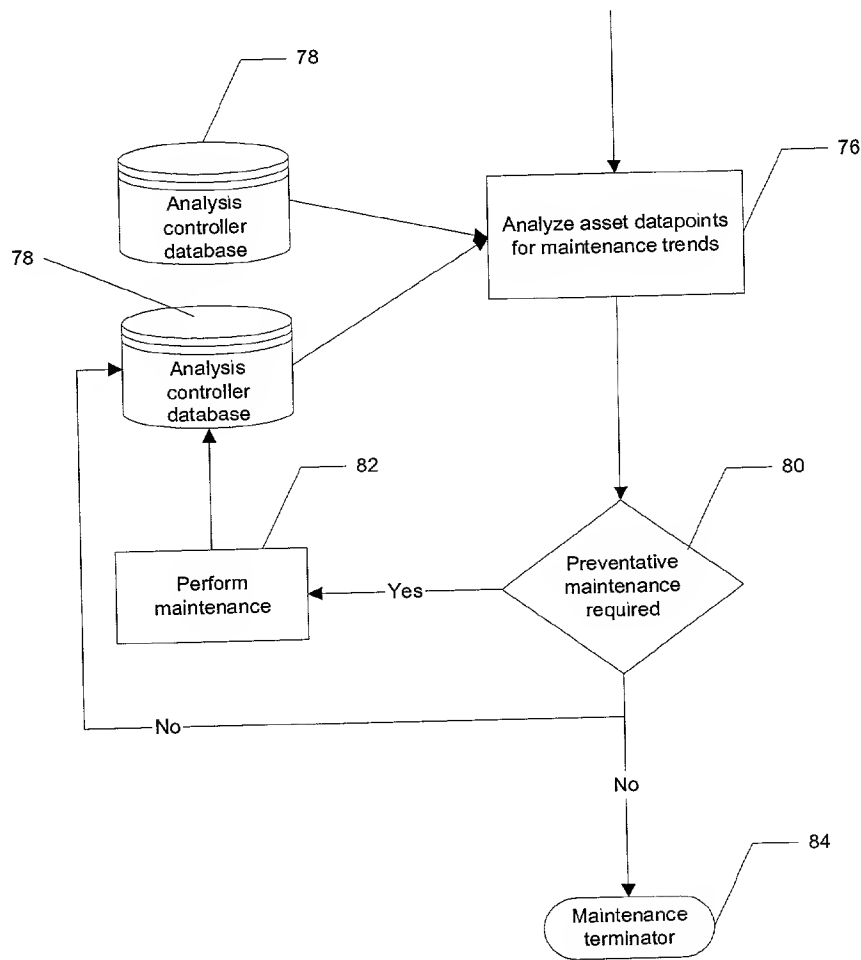 78
Analysis
controller
database
76
Analyze asset datapoints
for maintenance trends
78
Analysis
controller
database
82
80
Perform
maintenance
Yes
Preventative
maintenance
required
No
No
84
Maintenance
terminator